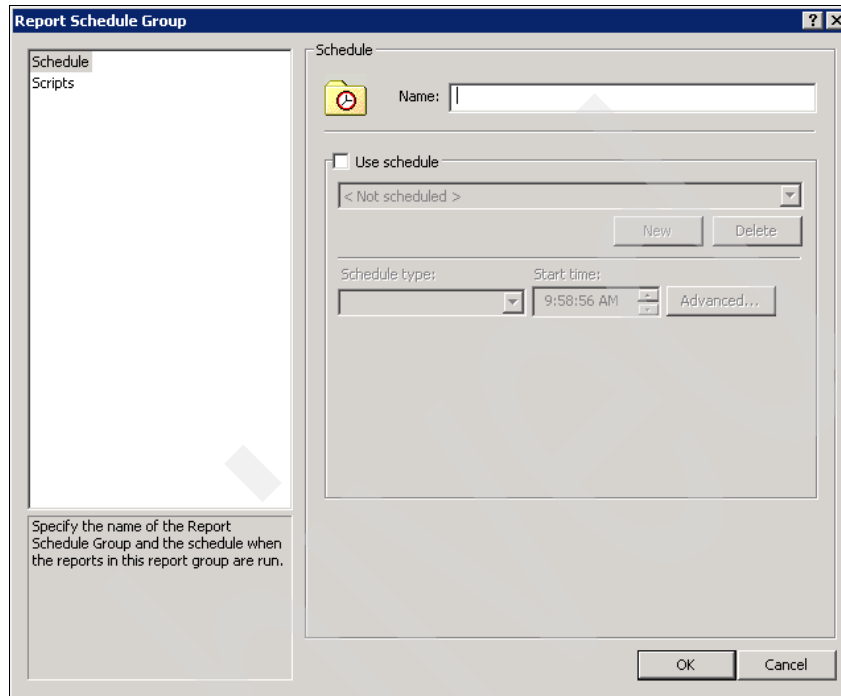 Report Schedule Group
Schedule
Scripts
Specify the name of the Report
Schedule Group and the schedule when
the reports in this report group are run.
Schedule
Name:
Use schedule
< Not scheduled >
New
Delete
Schedule type:
Start time:
9:58:56 AM
Advanced...
OK
Cancel